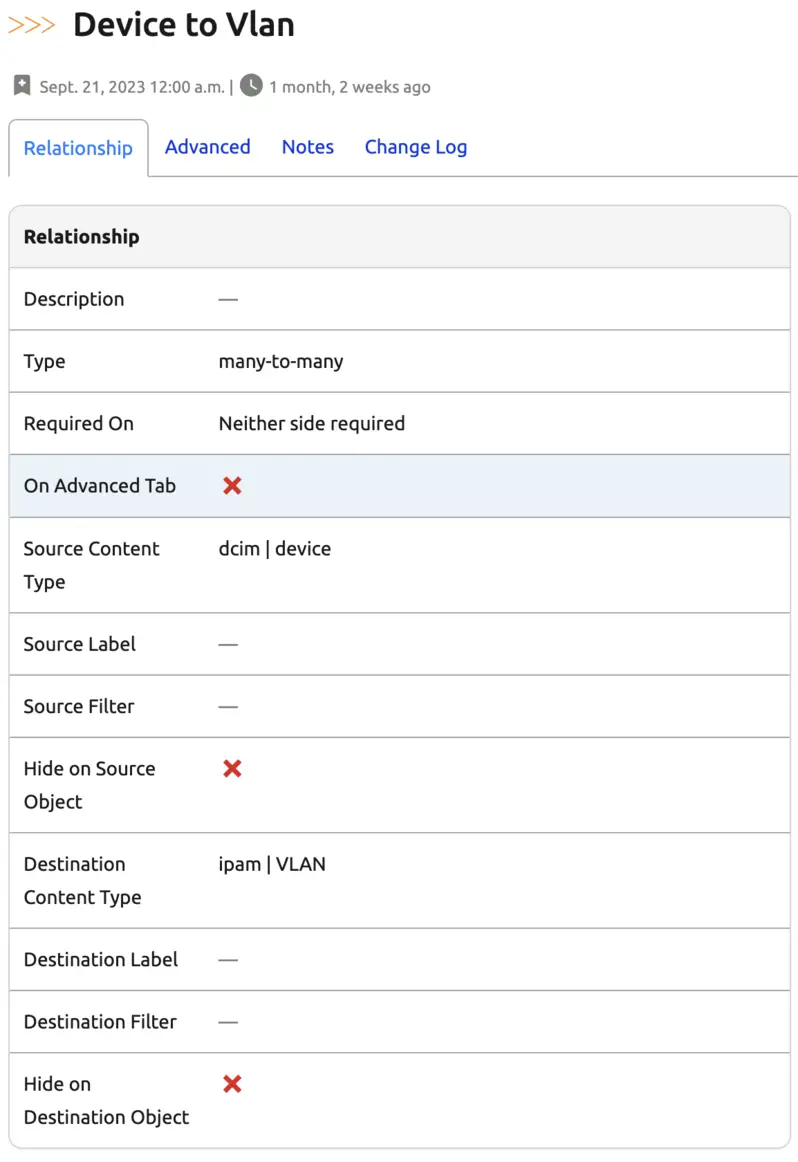 >>> Device to Vlan
Sept. 21, 2023 12:00 a.m. | 1 month, 2 weeks ago
Relationship Advanced Notes Change Log
Relationship
Description —
Type many-to-many
Required On Neither side required
On Advanced Tab
Source Content dcim | device
Type
Source Label —
Source Filter —
Hide on Source
Object
Destination ipam | VLAN
Content Type
Destination Label —
Destination Filter —
Hide on
Destination Object